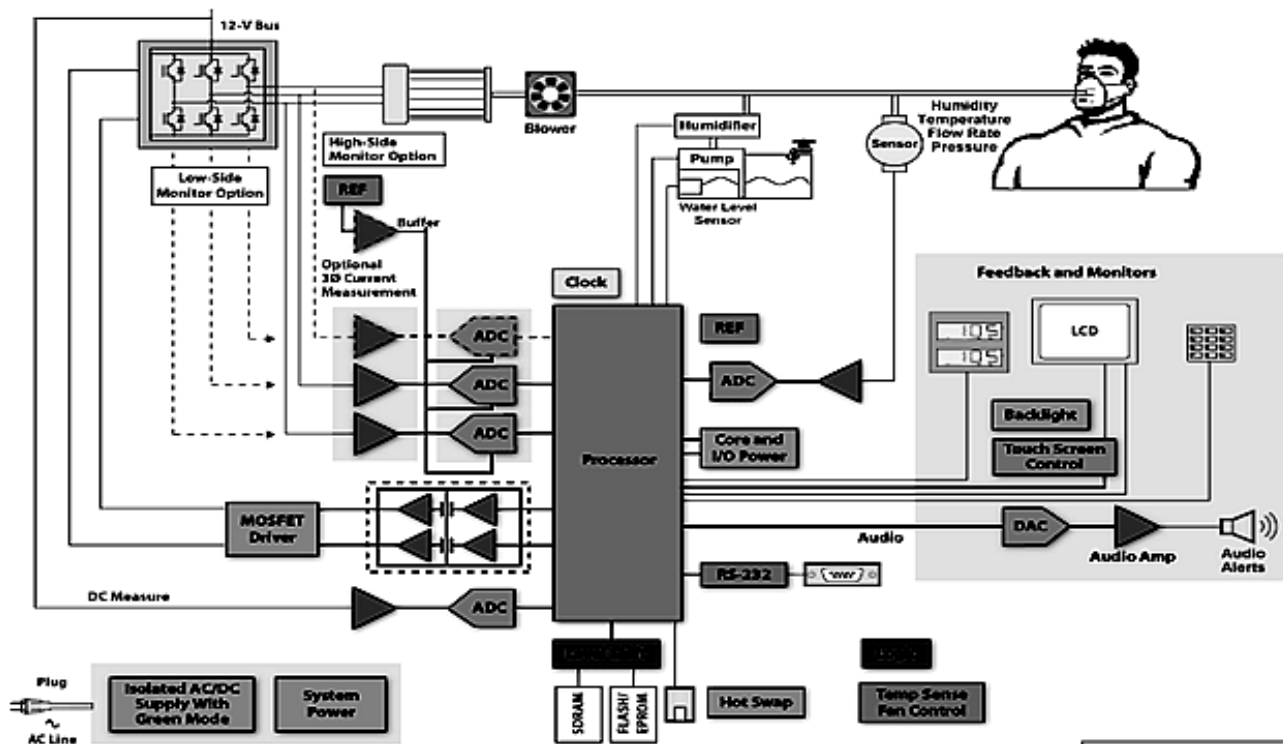 12-V Bus
Blower
High-Side
Monitor Option
Low-Side
Monitor Option
REF
Buffer
Optional
3Ø Current
Measurement
Humidifier
Pump
Water Level
Sensor
Sensor
Humidity
Temperature
Flow Rate
Pressure
Clock
Processor
ADC
ADC
ADC
REF
ADC
Core and
I/O Power
Feedback and Monitors
105
105
LCD
Backlight
Touch Screen
Control
MOSFET
Driver
DAC
Audio
Audio Amp
Audio
Alerts
RS-232
DC Measure
ADC
Plug
AC Line
Isolated AC/DC
Supply With
Green Mode
System
Power
SDRAM
FLASH/
EPROM
Hot Swap
Temp Sense
Fan Control